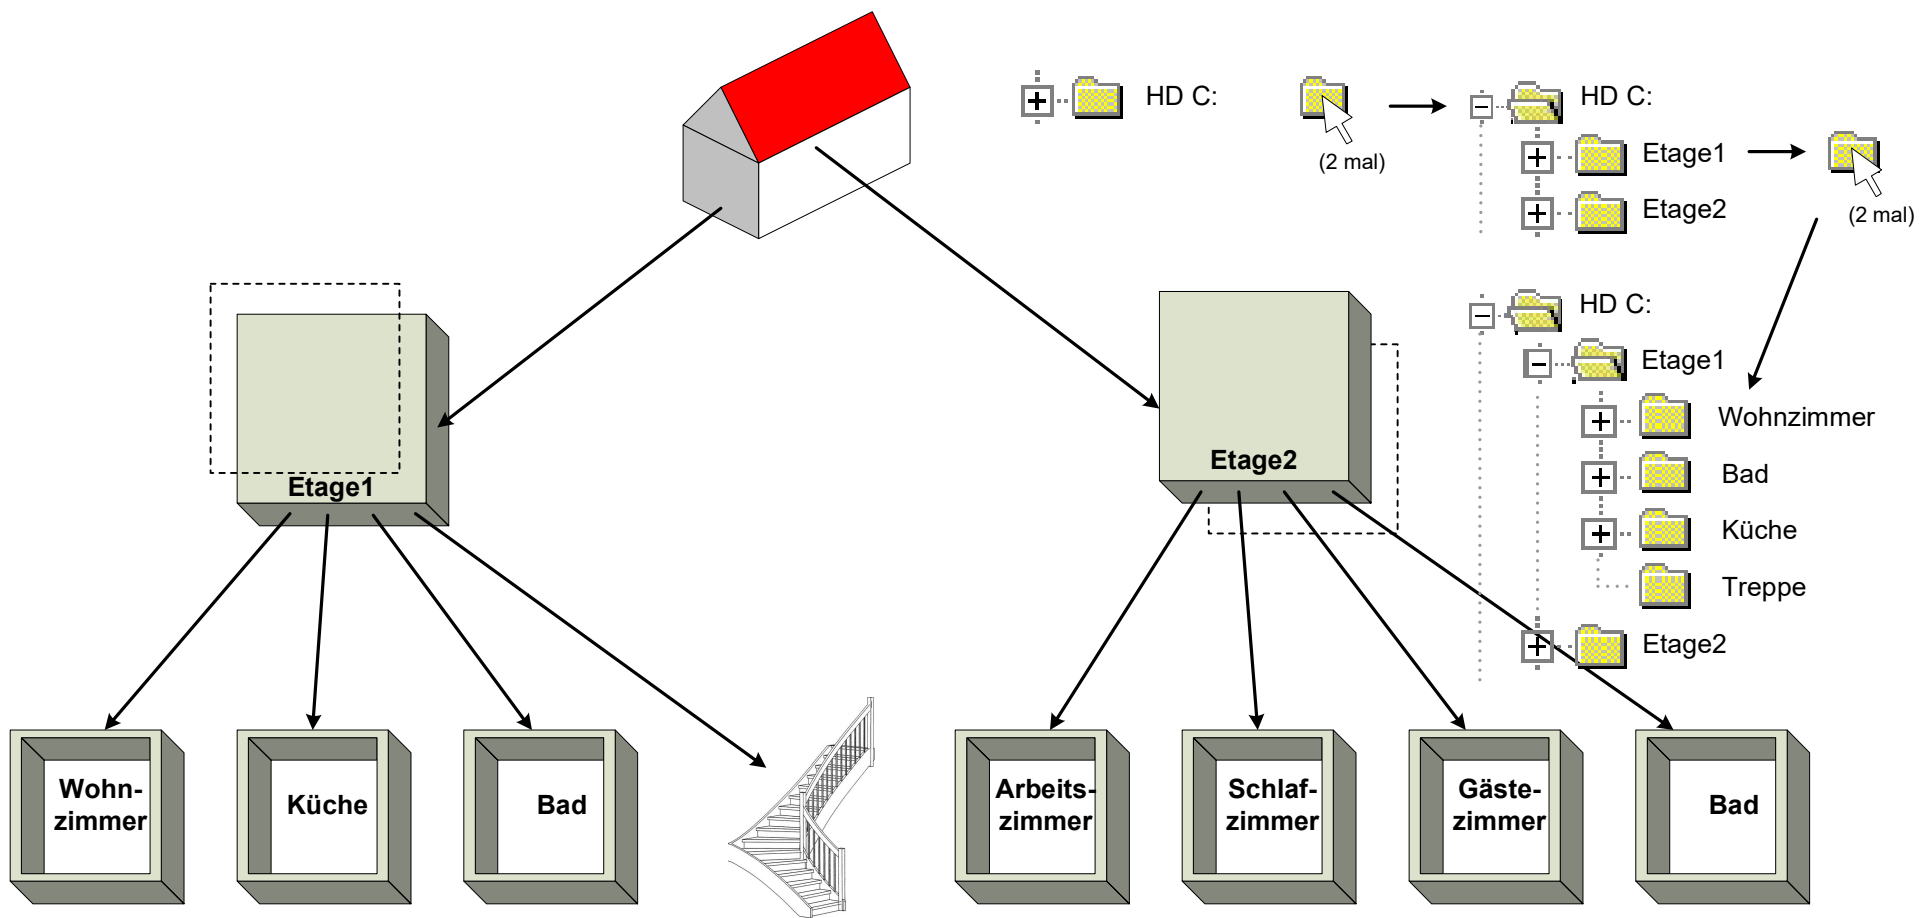 HD C:
(2 mal)
HD C:
Etage1
Etage2
(2 mal)
HD C:
Etage1
Wohnzimmer
Bad
Küche
Treppe
Etage2
Etage1
Etage2
Wohn-
zimmer
Küche
Bad
Arbeits-
zimmer
Schlaf-
zimmer
Gäste-
zimmer
Bad